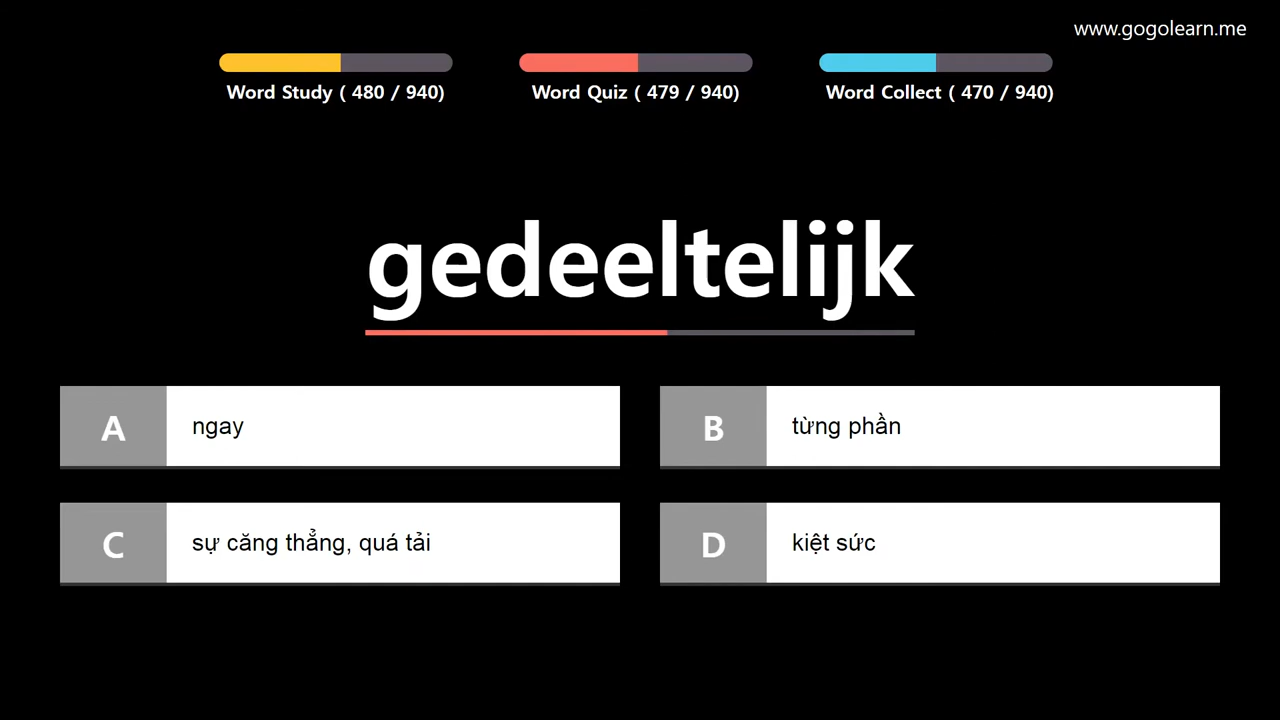 www.gogolearn.me
Word Study ( 480 / 940)
Word Quiz ( 479 / 940)
Word Collect ( 470 / 940)
gedeeltelijk
A
ngay
B
từng phần
C
sự căng thẳng, quá tải
D
kiệt sức